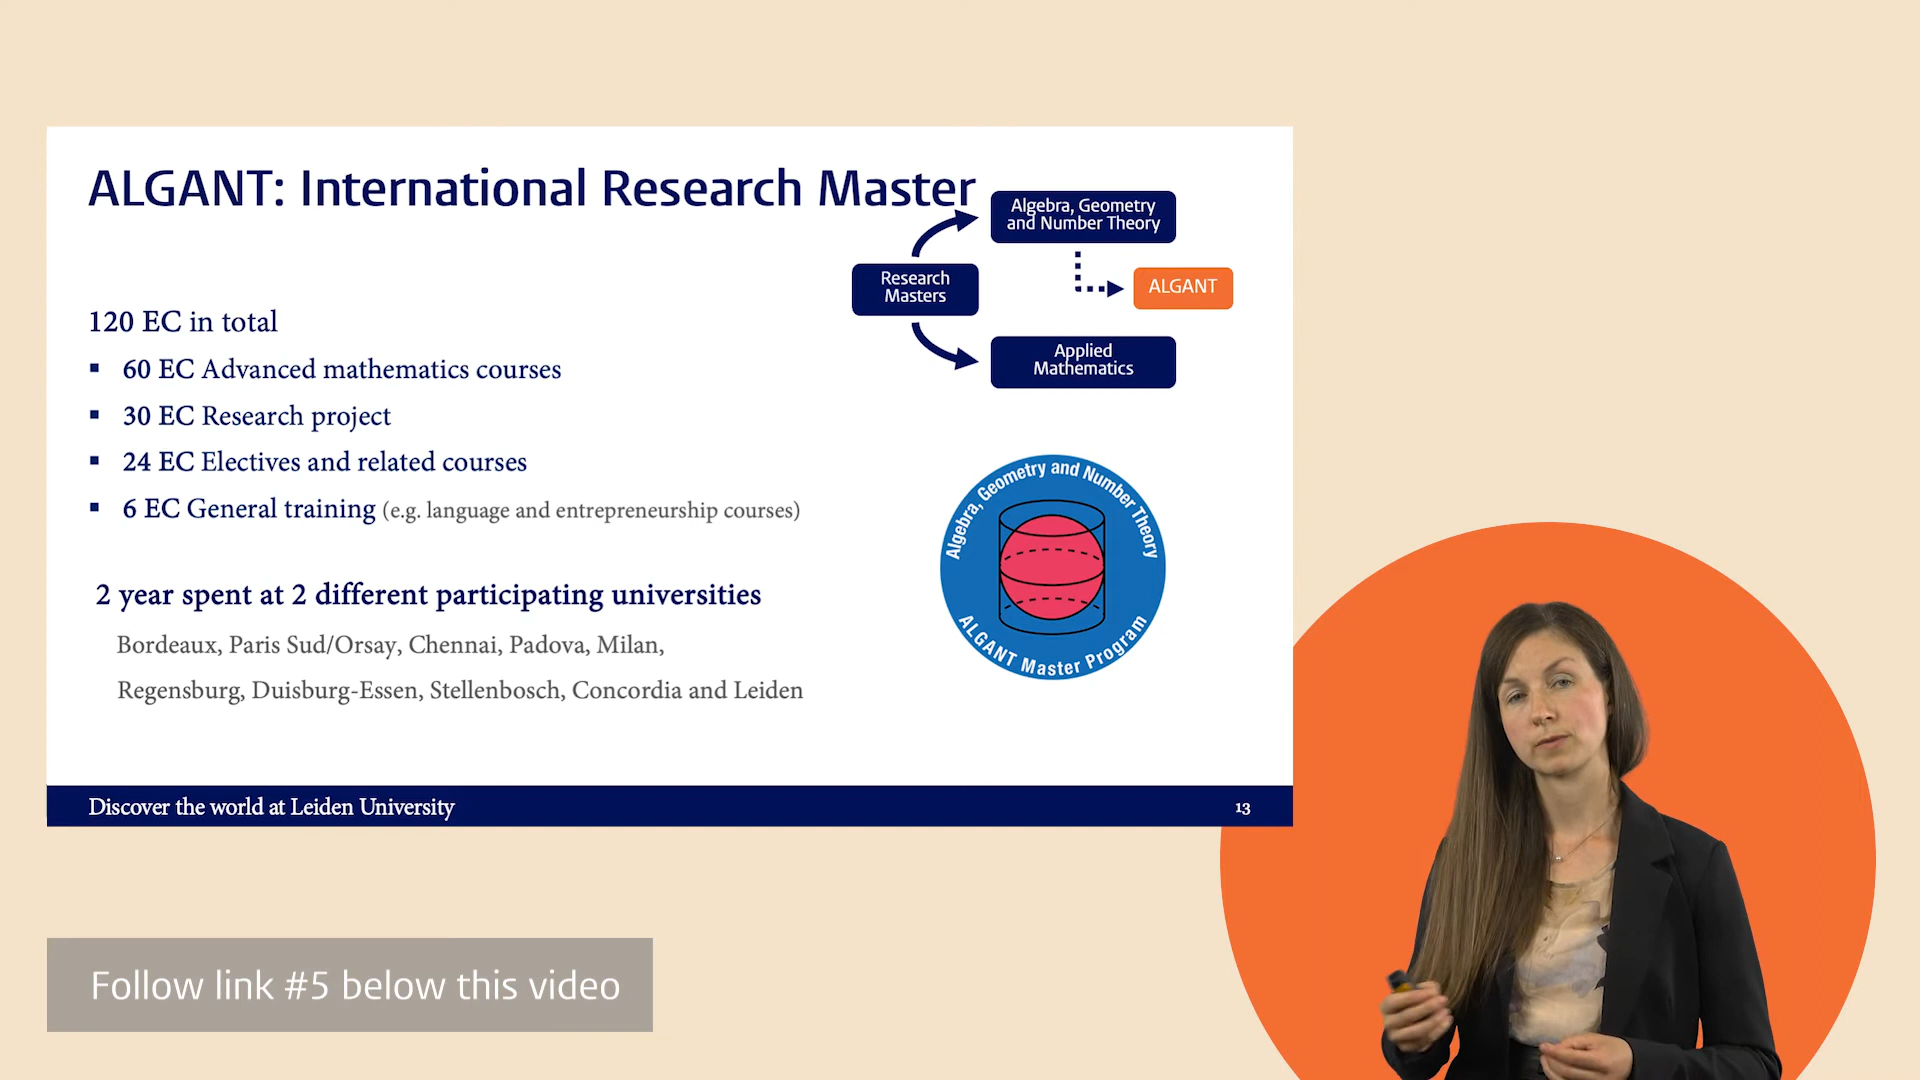 ALGANT: International Research Master
Algebra, Geometry
and Number Theory
Research
Masters
ALGANT
Applied
Mathematics
120 EC in total
▪ 60 EC Advanced mathematics courses
▪ 30 EC Research project
▪ 24 EC Electives and related courses
▪ 6 EC General training (e.g. language and entrepreneurship courses)
2 year spent at 2 different participating universities
Bordeaux, Paris Sud/Orsay, Chennai, Padova, Milan,
Regensburg, Duisburg-Essen, Stellenbosch, Concordia and Leiden
Algebra, Geometry and Number Theory
ALGANT Master Program
Discover the world at Leiden University
13
Follow link #5 below this video